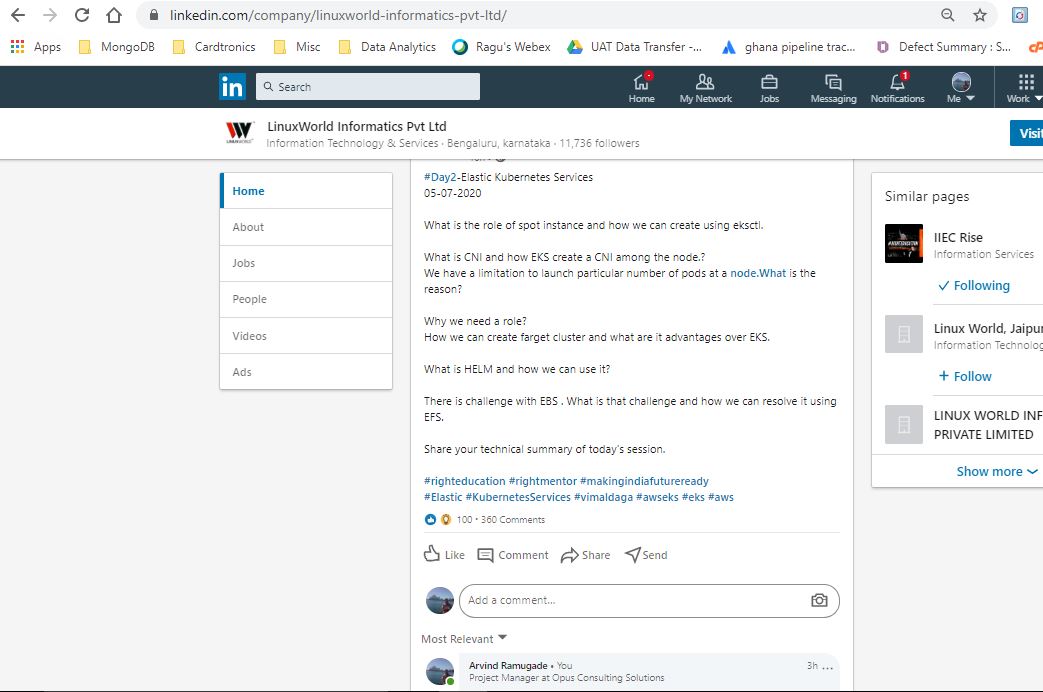 linkedin.com/company/linuxworld-informatics-pvt-ltd/
Apps MongoDB Cardtronics Misc Data Analytics Ragu's Webex UAT Data Transfer -... ghana pipeline trac... Defect Summary : S...
in Search
Home My Network Jobs Messaging 1 Notifications Me Work
LINUXWORLD
LinuxWorld Informatics Pvt Ltd
Information Technology & Services · Bengaluru, karnataka · 11,736 followers
Visit
Home
About
Jobs
People
Videos
Ads
#Day2-Elastic Kubernetes Services
05-07-2020
What is the role of spot instance and how we can create using eksctl.
What is CNI and how EKS create a CNI among the node.?
We have a limitation to launch particular number of pods at a node.What is the
reason?
Why we need a role?
How we can create farget cluster and what are it advantages over EKS.
What is HELM and how we can use it?
There is challenge with EBS . What is that challenge and how we can resolve it using
EFS.
Share your technical summary of today's session.
#righteducation #rightmentor #makingindiafutureready
#Elastic #KubernetesServices #vimaldaga #awseks #eks #aws
100 · 360 Comments
Like Comment Share Send
Add a comment...
Most Relevant
Arvind Ramugade • You 3h ...
Project Manager at Opus Consulting Solutions
Similar pages
IIEC Rise
Information Services
Following
Linux World, Jaipur
Information Technolog
+ Follow
LINUX WORLD INF
PRIVATE LIMITED
Show more